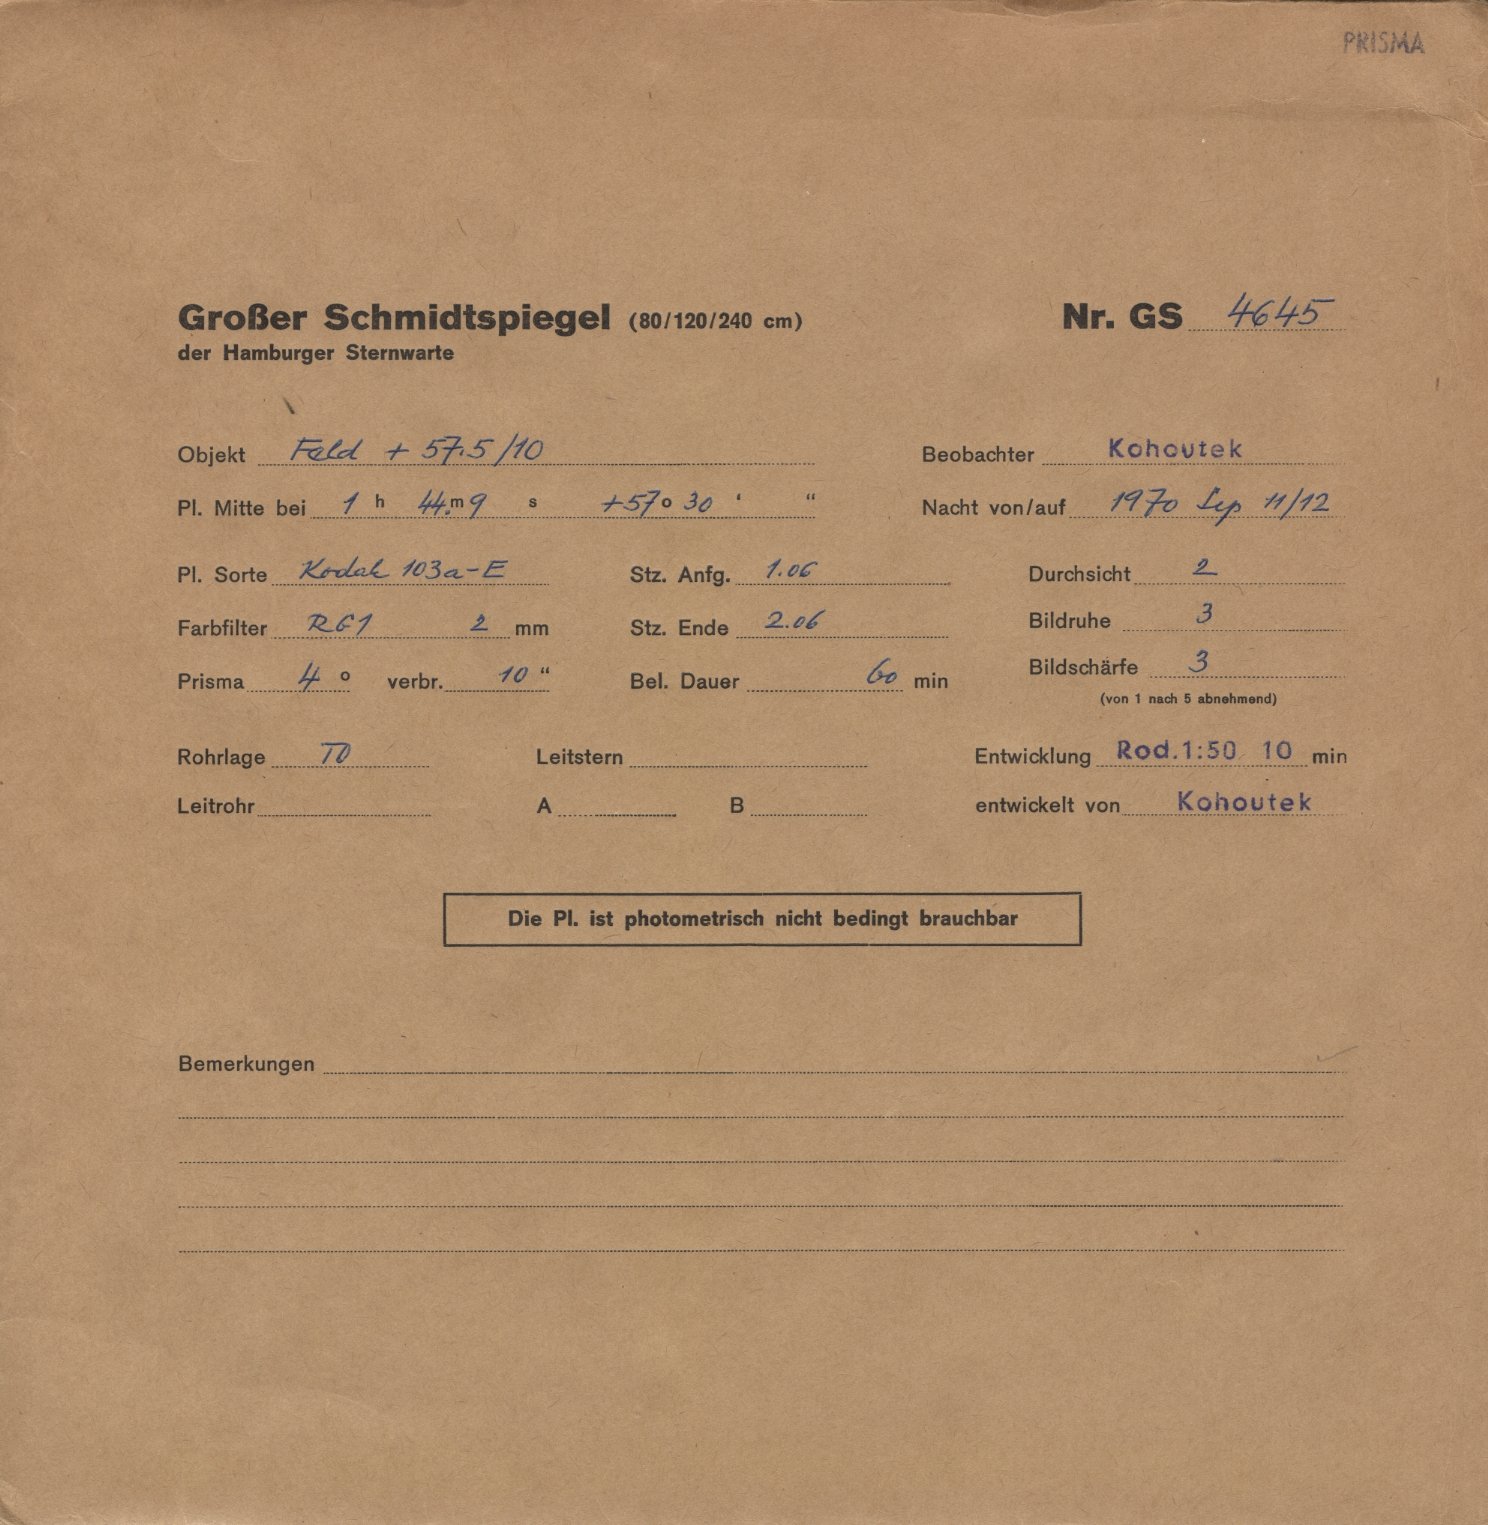 PRISMA
Großer Schmidtspiegel (80/120/240 cm) Nr. GS 4645
der Hamburger Sternwarte
Objekt Feld + 57.5/10 Beobachter Kohoutek
Pl. Mitte bei 1 h 44.m9 s +57° 30 ‘ “ Nacht von/auf 1970 Sep 11/12
Pl. Sorte Kodak 103a-E Stz. Anfg. 1.06 Durchsicht 2
Farbfilter RG1 2 mm Stz. Ende 2.06 Bildruhe 3
Prisma 4 ° verbr. 10 “ Bel. Dauer 60 min Bildschärfe 3
(von 1 nach 5 abnehmend)
Rohrlage TO Leitstern Entwicklung Rod.1:50 10 min
Leitrohr A B entwickelt von Kohoutek
Die Pl. ist photometrisch nicht bedingt brauchbar
Bemerkungen